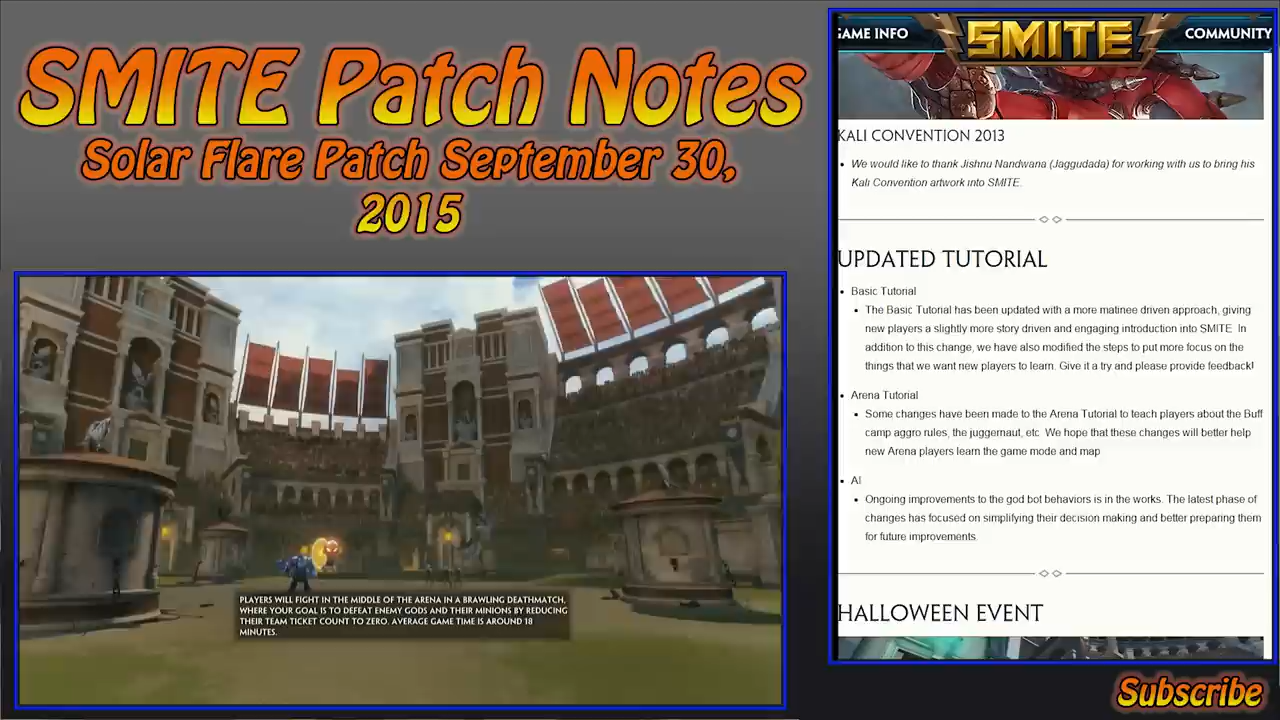 SMITE Patch Notes
Solar Flare Patch September 30,
2015
PLAYERS WILL FIGHT IN THE MIDDLE OF THE ARENA IN A BRAWLING DEATHMATCH,
WHERE YOUR GOAL IS TO DEFEAT ENEMY GODS AND THEIR MINIONS BY REDUCING
THEIR TEAM TICKET COUNT TO ZERO. AVERAGE GAME TIME IS AROUND 18
MINUTES.
GAME INFO
SMITE
COMMUNITY
KALI CONVENTION 2013
We would like to thank Jishnu Nandwana (Jaggudada) for working with us to bring his
Kali Convention artwork into SMITE.
UPDATED TUTORIAL
Basic Tutorial
The Basic Tutorial has been updated with a more matinee driven approach, giving
new players a slightly more story driven and engaging introduction into SMITE. In
addition to this change, we have also modified the steps to put more focus on the
things that we want new players to learn. Give it a try and please provide feedback!
Arena Tutorial
Some changes have been made to the Arena Tutorial to teach players about the Buff
camp aggro rules, the juggernaut, etc. We hope that these changes will better help
new Arena players learn the game mode and map
AI
Ongoing improvements to the god bot behaviors is in the works. The latest phase of
changes has focused on simplifying their decision making and better preparing them
for future improvements.
HALLOWEEN EVENT
Subscribe